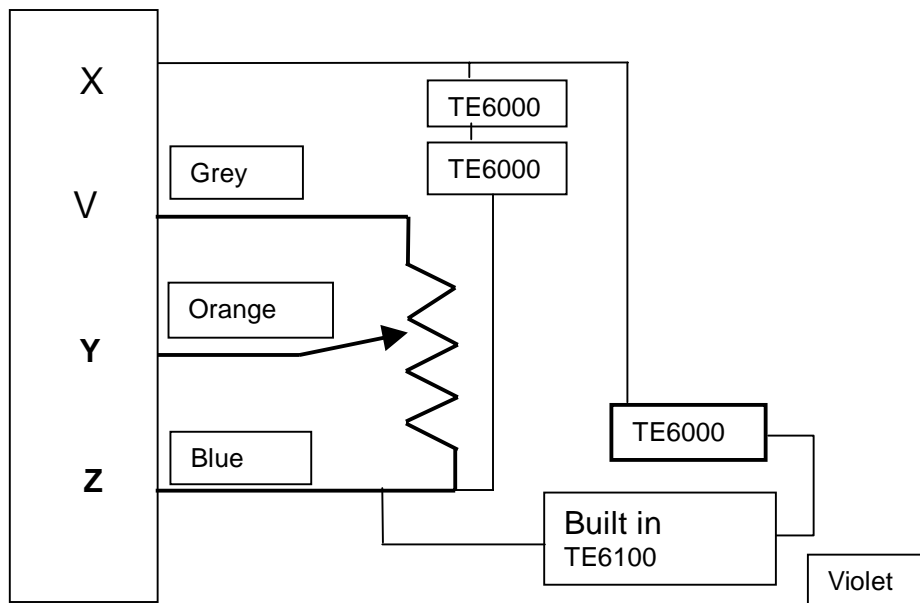 X
TE6000
Grey
TE6000
V
Orange
Y
TE6000
Blue
Z
Built in
TE6100
Violet